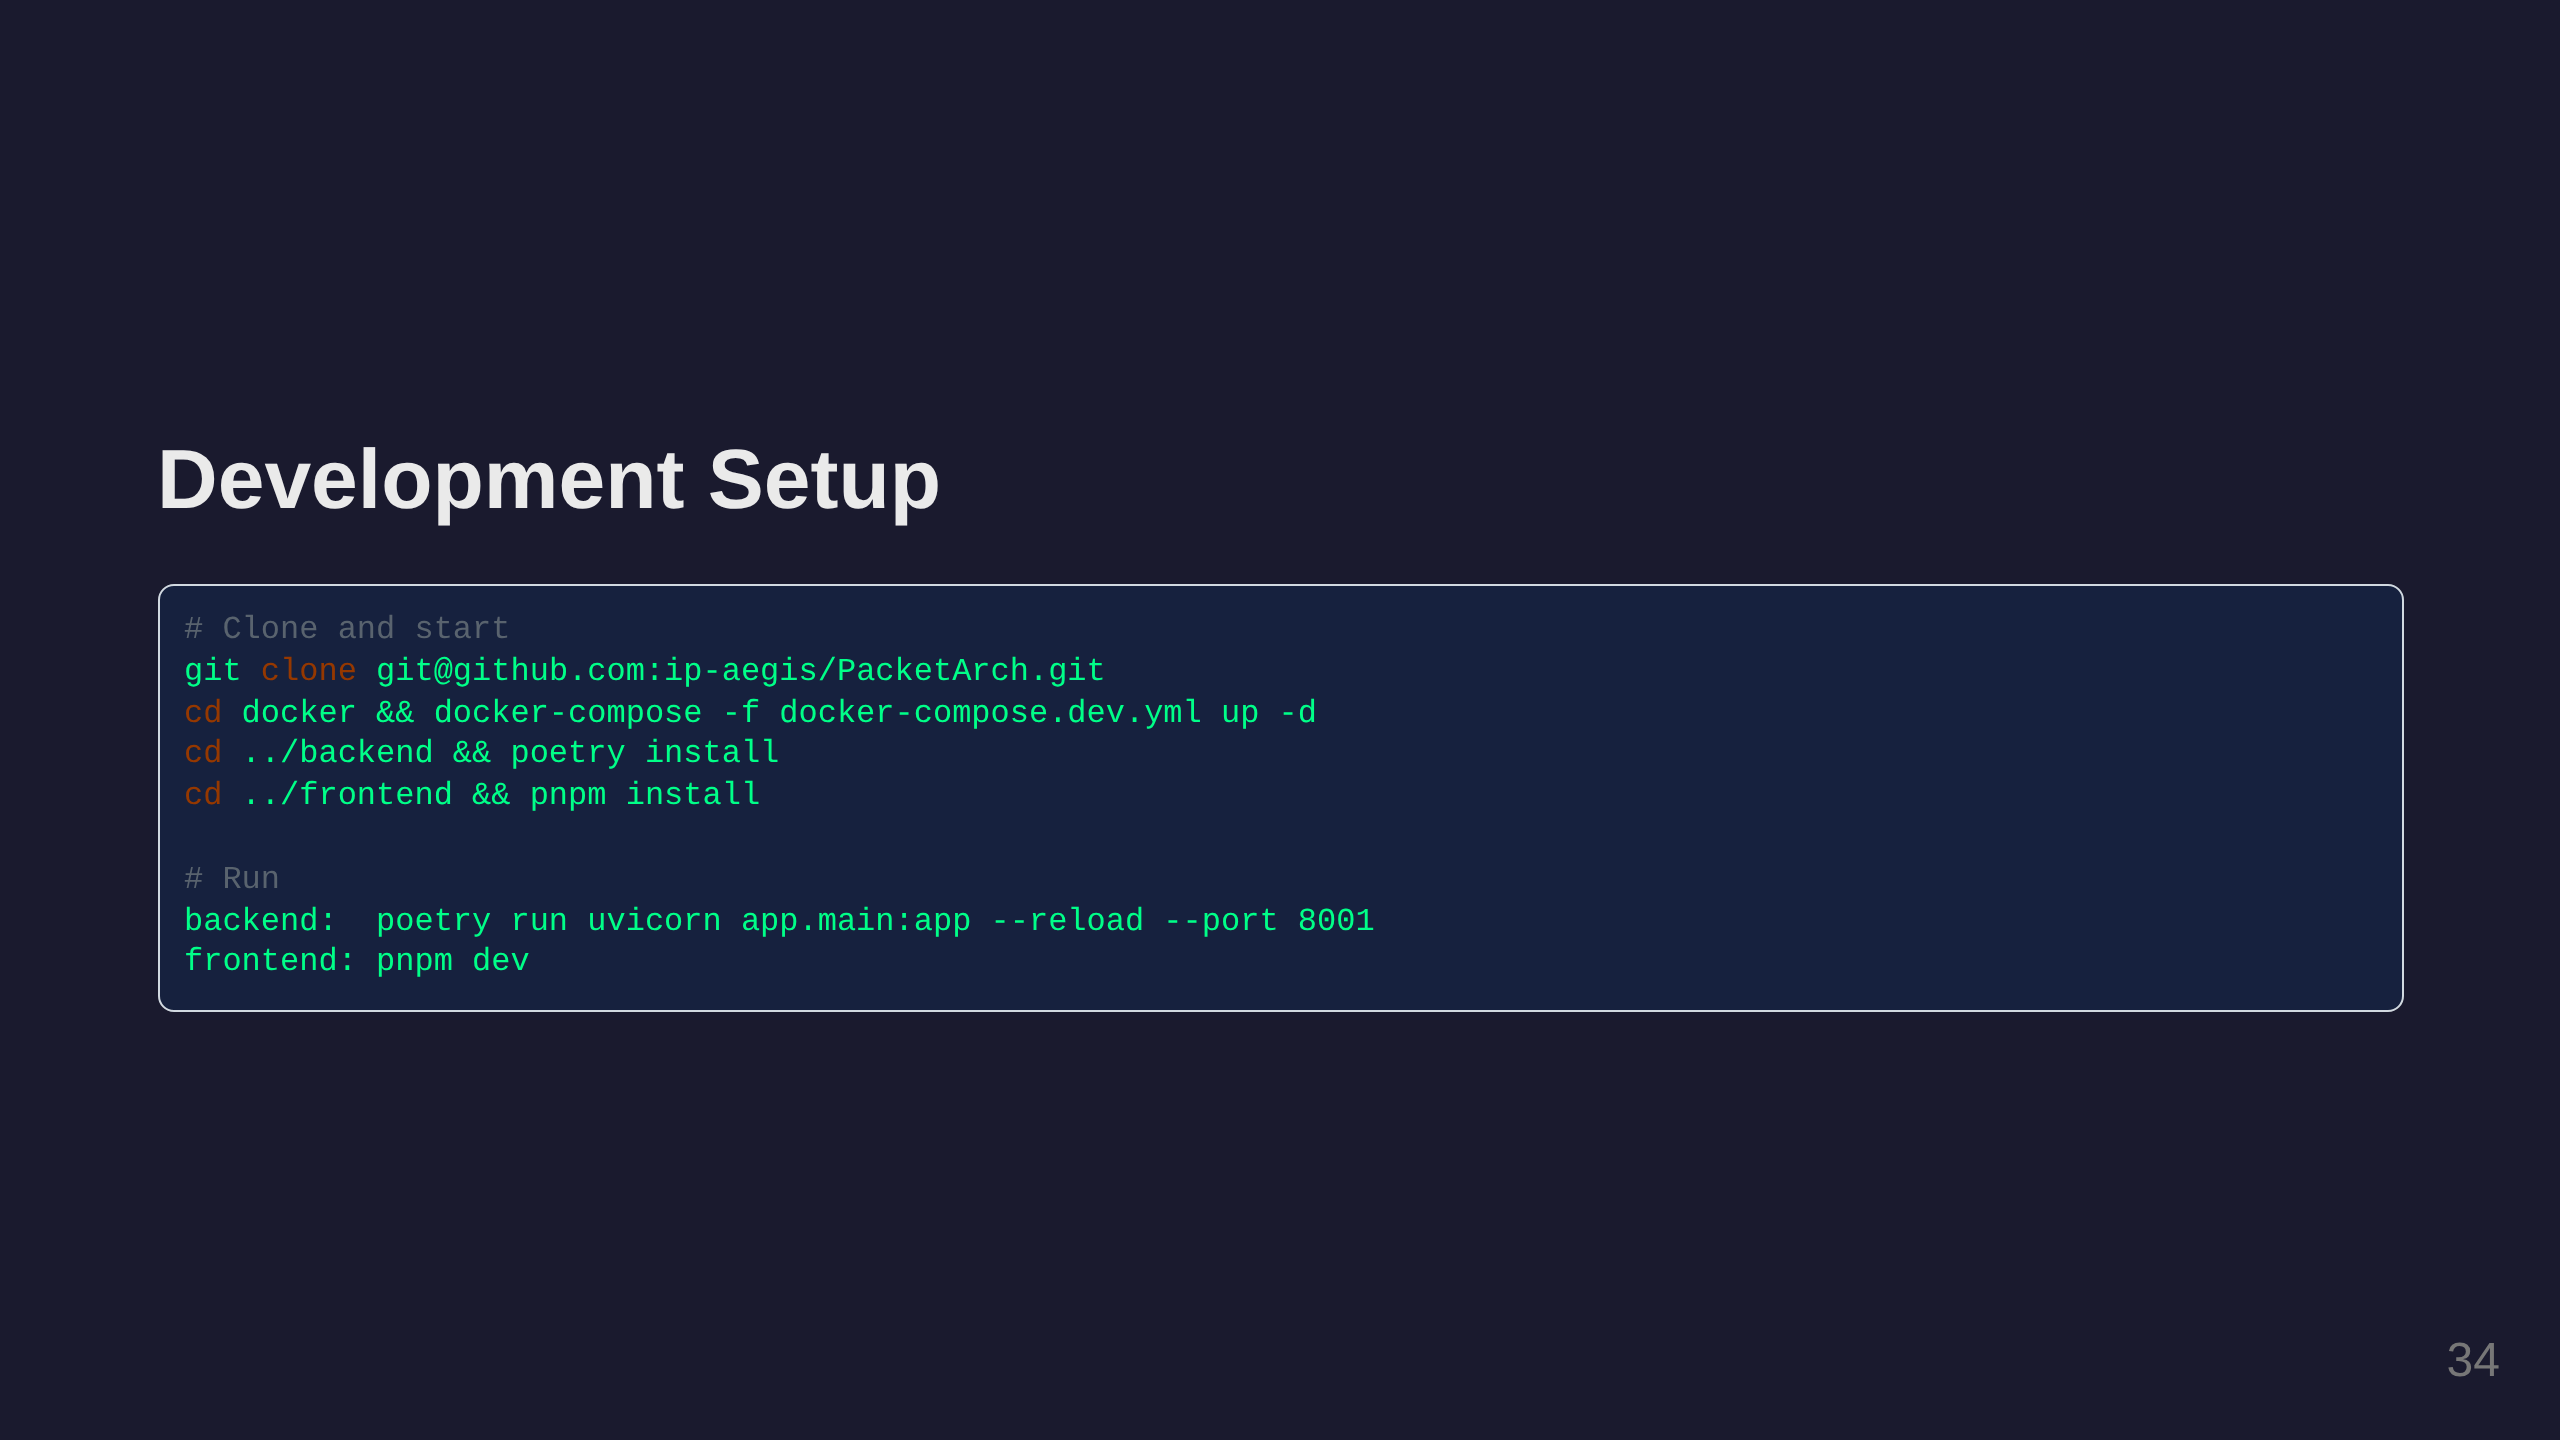 Development Setup
# Clone and start
git clone git@github.com:ip-aegis/PacketArch.git
cd docker && docker-compose -f docker-compose.dev.yml up -d
cd ../backend && poetry install
cd ../frontend && pnpm install
# Run
backend:  poetry run uvicorn app.main:app --reload --port 8001
frontend: pnpm dev
34